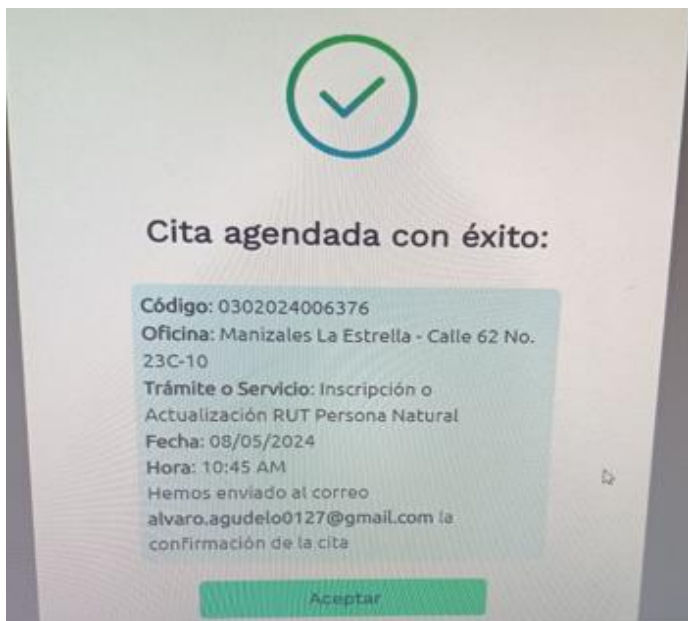 Cita agendada con éxito:
Código: 0302024006376
Oficina: Manizales La Estrella - Calle 62 No.
23C-10
Trámite o Servicio: Inscripción o
Actualización RUT Persona Natural
Fecha: 08/05/2024
Hora: 10:45 AM
Hemos enviado al correo
alvaro.agudelo0127@gmail.com la
confirmación de la cita
Aceptar